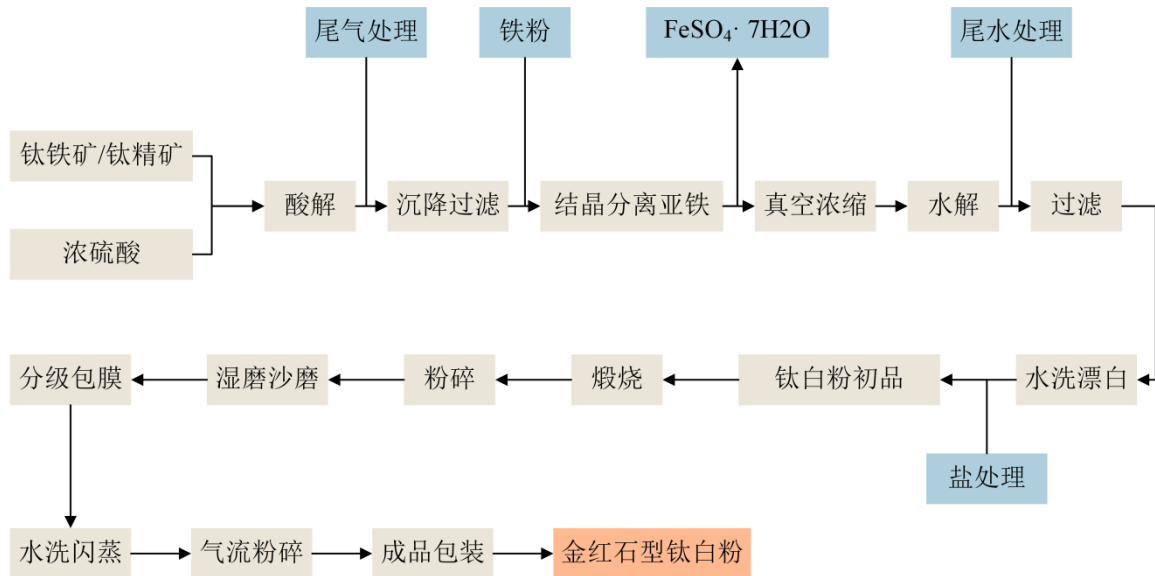 尾气处理
铁粉
FeSO₄· 7H2O
尾水处理
钛铁矿/钛精矿
浓硫酸
酸解
沉降过滤
结晶分离亚铁
真空浓缩
水解
过滤
分级包膜
湿磨沙磨
粉碎
煅烧
钛白粉初品
水洗漂白
盐处理
水洗闪蒸
气流粉碎
成品包装
金红石型钛白粉